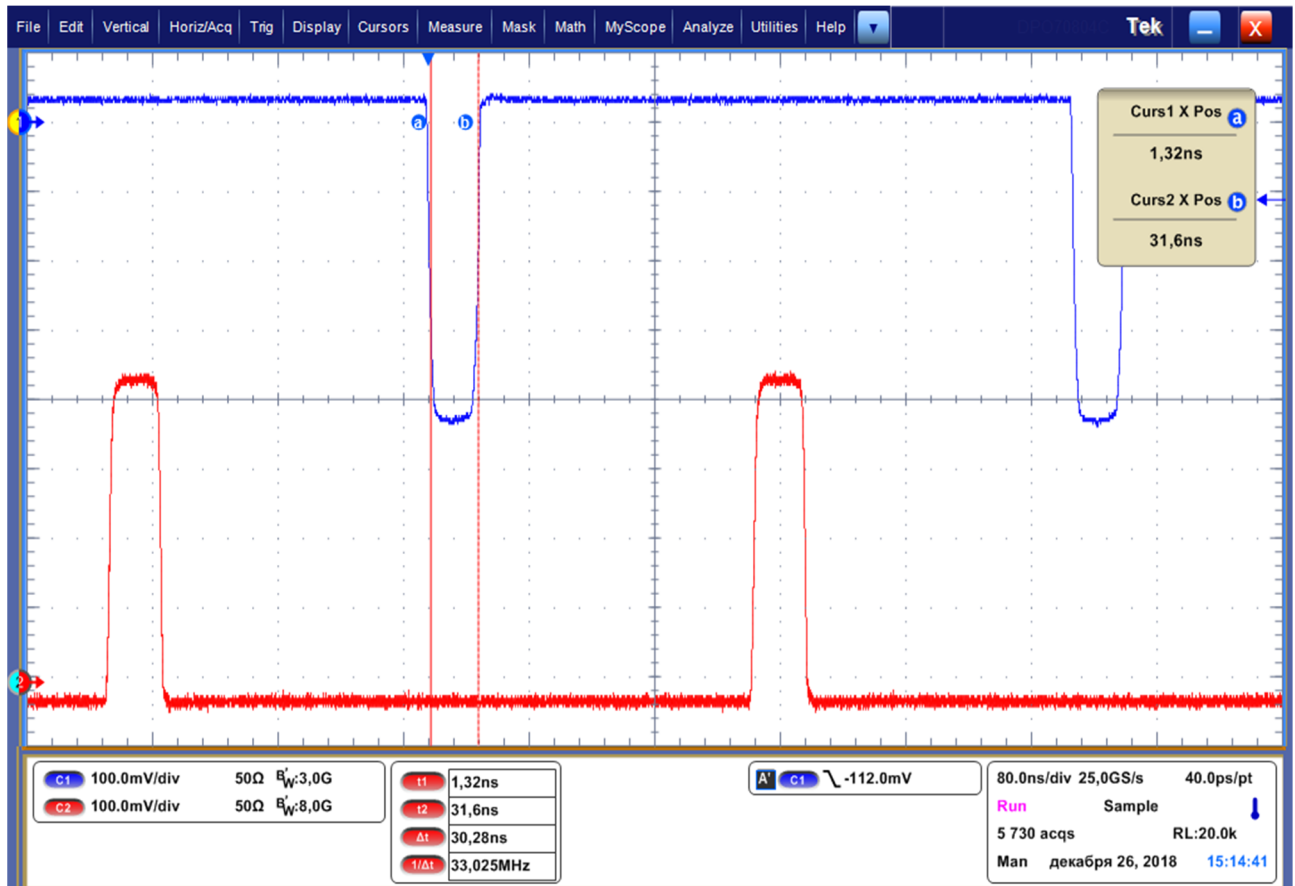 File Edit Vertical Horiz/Acq Trig Display Cursors Measure Mask Math MyScope Analyze Utilities Help Tek X
1
a b
Curs1 X Pos a
1,32ns
Curs2 X Pos b
31,6ns
2
C1 100.0mV/div 50Ω B'W:3,0G
C2 100.0mV/div 50Ω B'W:8,0G
t1 1,32ns
t2 31,6ns
Δt 30,28ns
1/Δt 33,025MHz
A' C1 -112.0mV
80.0ns/div 25,0GS/s 40.0ps/pt
Run Sample
5 730 acqs RL:20.0k
Man декабря 26, 2018 15:14:41